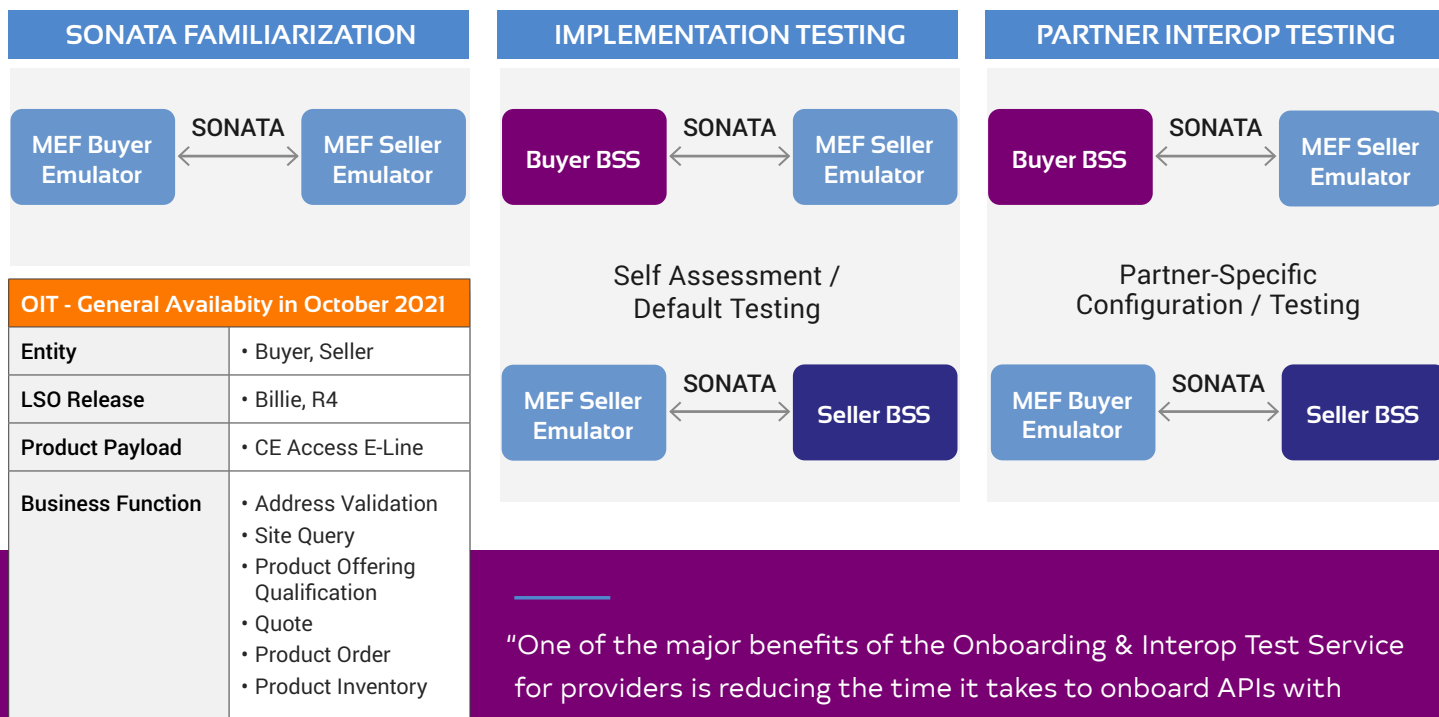 SONATA FAMILIARIZATION
MEF Buyer
Emulator
SONATA
MEF Seller
Emulator
IMPLEMENTATION TESTING
Buyer BSS
SONATA
MEF Seller
Emulator
Self Assessment /
Default Testing
MEF Seller
Emulator
SONATA
Seller BSS
PARTNER INTEROP TESTING
Buyer BSS
SONATA
MEF Seller
Emulator
Partner-Specific
Configuration / Testing
MEF Buyer
Emulator
SONATA
Seller BSS
OIT - General Availabity in October 2021
Entity
• Buyer, Seller
LSO Release
• Billie, R4
Product Payload
• CE Access E-Line
Business Function
• Address Validation
• Site Query
• Product Offering
Qualification
• Quote
• Product Order
• Product Inventory
“One of the major benefits of the Onboarding & Interop Test Service
for providers is reducing the time it takes to onboard APIs with